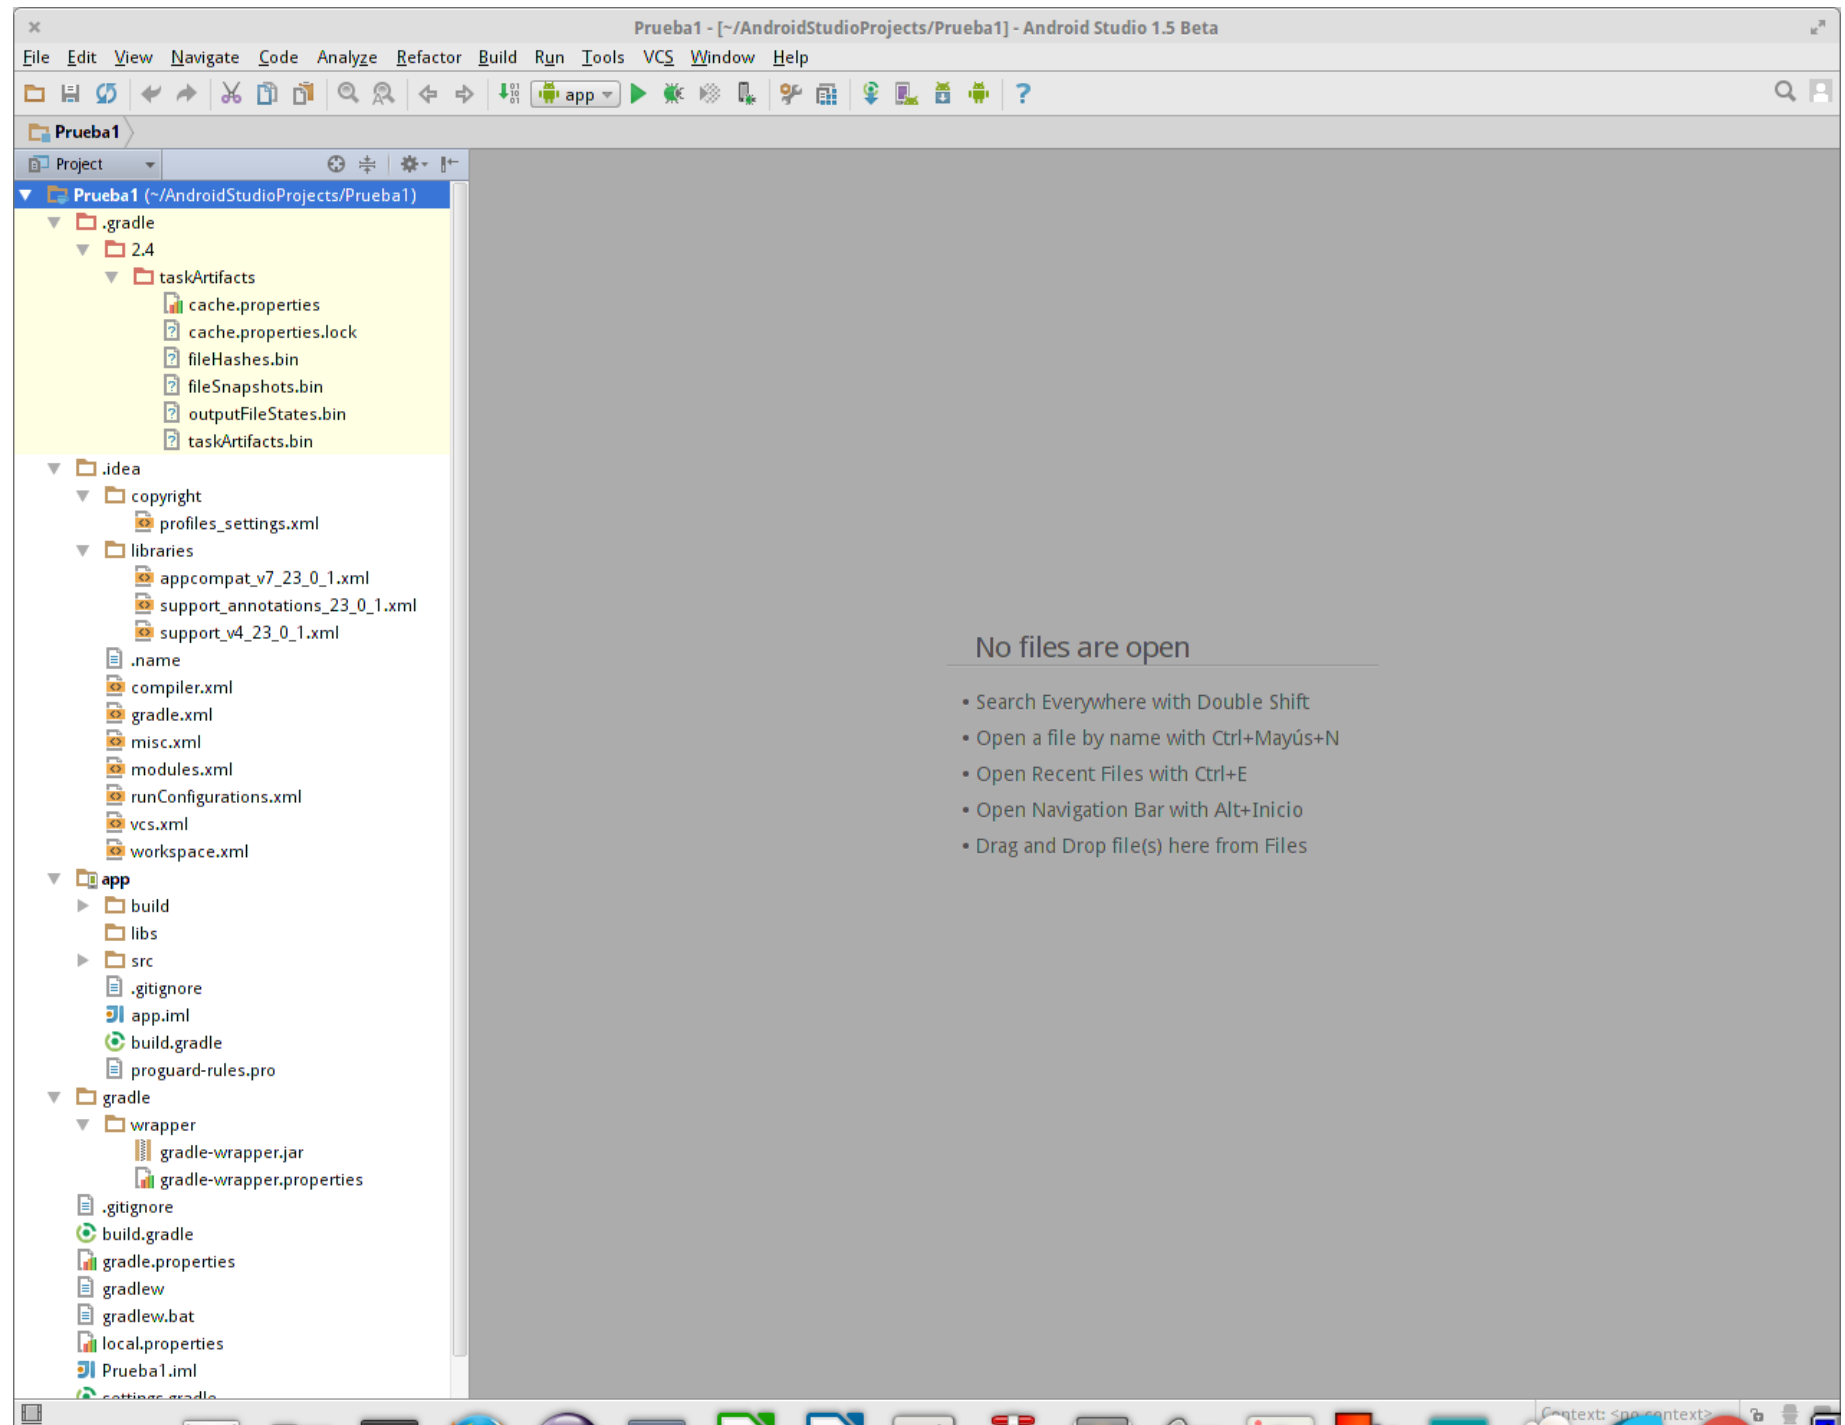 Prueba1 - [~/AndroidStudioProjects/Prueba1] - Android Studio 1.5 Beta
File Edit View Navigate Code Analyze Refactor Build Run Tools VCS Window Help
app
Prueba1
Project
Prueba1 (~/AndroidStudioProjects/Prueba1)
.gradle
2.4
taskArtifacts
cache.properties
cache.properties.lock
fileHashes.bin
fileSnapshots.bin
outputFileStates.bin
taskArtifacts.bin
.idea
copyright
profiles_settings.xml
libraries
appcompat_v7_23_0_1.xml
support_annotations_23_0_1.xml
support_v4_23_0_1.xml
.name
compiler.xml
gradle.xml
misc.xml
modules.xml
runConfigurations.xml
vcs.xml
workspace.xml
app
build
libs
src
.gitignore
app.iml
build.gradle
proguard-rules.pro
gradle
wrapper
gradle-wrapper.jar
gradle-wrapper.properties
.gitignore
build.gradle
gradle.properties
gradlew
gradlew.bat
local.properties
Prueba1.iml
settings.gradle
No files are open
• Search Everywhere with Double Shift
• Open a file by name with Ctrl+Mayús+N
• Open Recent Files with Ctrl+E
• Open Navigation Bar with Alt+Inicio
• Drag and Drop file(s) here from Files
Context: <no context>